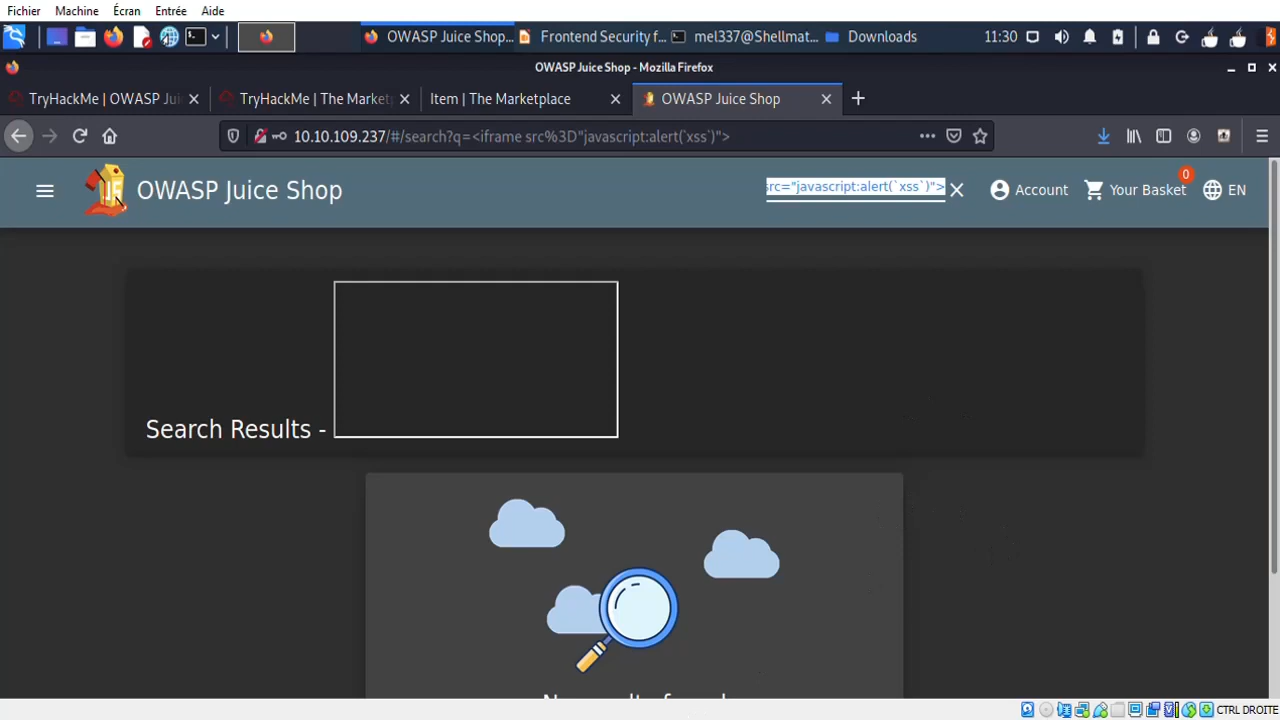 Fichier Machine Écran Entrée Aide
OWASP Juice Shop... Frontend Security f... mel337@Shellmat... Downloads 11:30
OWASP Juice Shop - Mozilla Firefox
TryHackMe | OWASP Jui TryHackMe | The Market Item | The Marketplace OWASP Juice Shop
10.10.109.237/#/search?q=<iframe src%3D"javascript:alert(`xss`)">
OWASP Juice Shop src="javascript:alert(`xss`)"> Account Your Basket 0 EN
Search Results -
CTRL DROITE